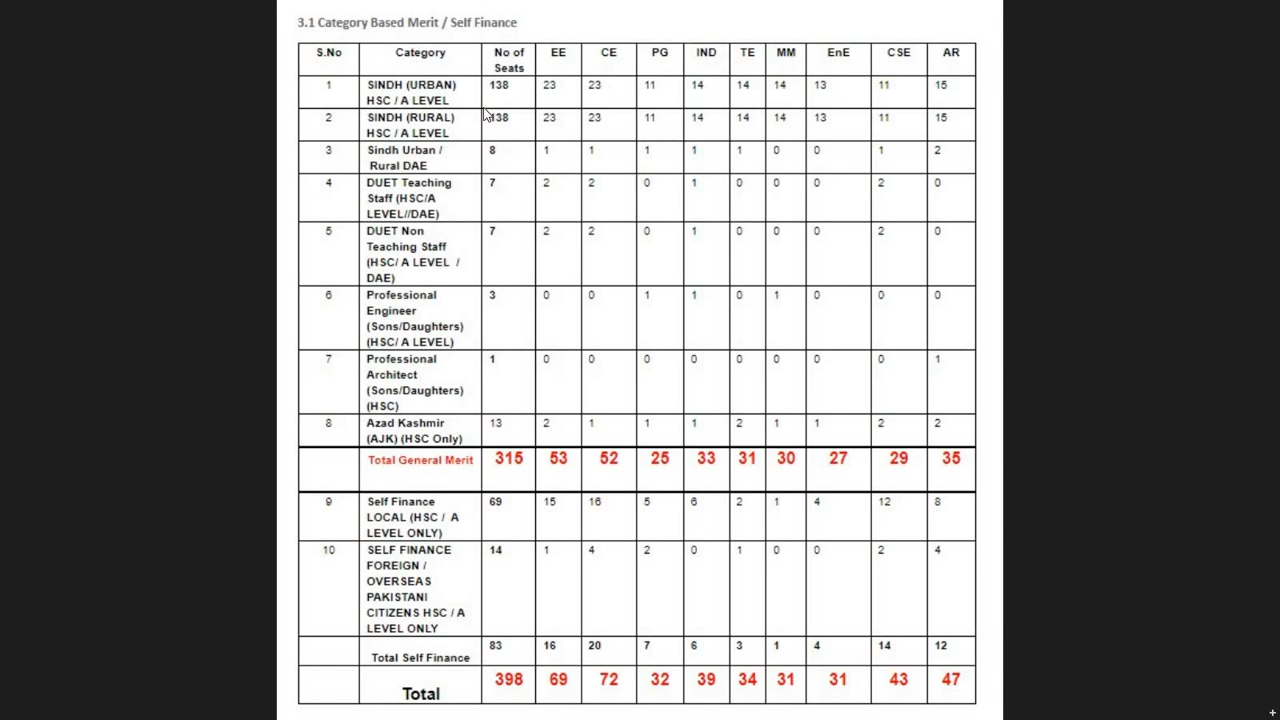 3.1 Category Based Merit / Self Finance
S.No Category No of Seats EE CE PG IND TE MM EnE CSE AR
1 SINDH (URBAN) 138 23 23 11 14 14 14 13 11 15
HSC / A LEVEL
2 SINDH (RURAL) 138 23 23 11 14 14 14 13 11 15
HSC / A LEVEL
3 Sindh Urban / 8 1 1 1 1 1 0 0 1 2
Rural DAE
4 DUET Teaching 7 2 2 0 1 0 0 0 2 0
Staff (HSC/A
LEVEL//DAE)
5 DUET Non 7 2 2 0 1 0 0 0 2 0
Teaching Staff
(HSC/ A LEVEL /
DAE)
6 Professional 3 0 0 1 1 0 1 0 0 0
Engineer
(Sons/Daughters)
(HSC/ A LEVEL)
7 Professional 1 0 0 0 0 0 0 0 0 1
Architect
(Sons/Daughters)
(HSC)
8 Azad Kashmir 13 2 1 1 1 2 1 1 2 2
(AJK) (HSC Only)
Total General Merit 315 53 52 25 33 31 30 27 29 35
9 Self Finance 69 15 16 5 6 2 1 4 12 8
LOCAL (HSC / A
LEVEL ONLY)
10 SELF FINANCE 14 1 4 2 0 1 0 0 2 4
FOREIGN /
OVERSEAS
PAKISTANI
CITIZENS HSC / A
LEVEL ONLY
Total Self Finance 83 16 20 7 6 3 1 4 14 12
Total 398 69 72 32 39 34 31 31 43 47